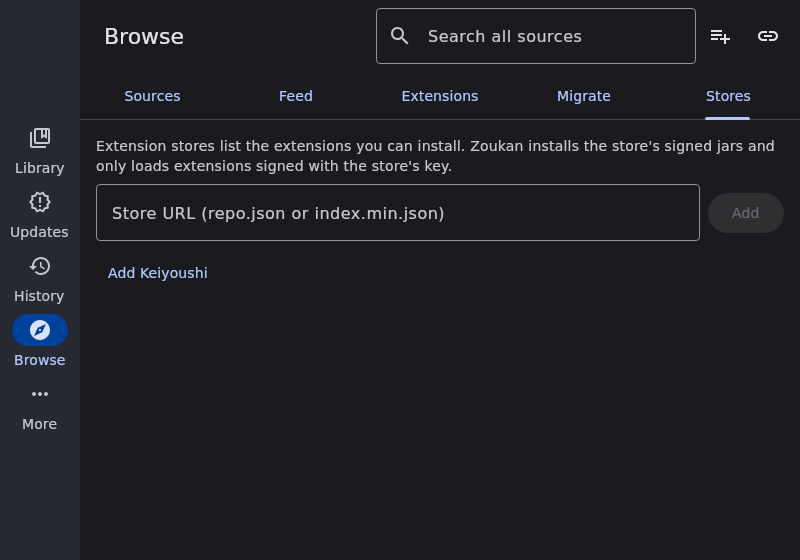 Browse
Search all sources
Sources
Feed
Extensions
Migrate
Stores
Library
Updates
History
Browse
More
Extension stores list the extensions you can install. Zoukan installs the store's signed jars and
only loads extensions signed with the store's key.
Store URL (repo.json or index.min.json)
Add
Add Keiyoushi